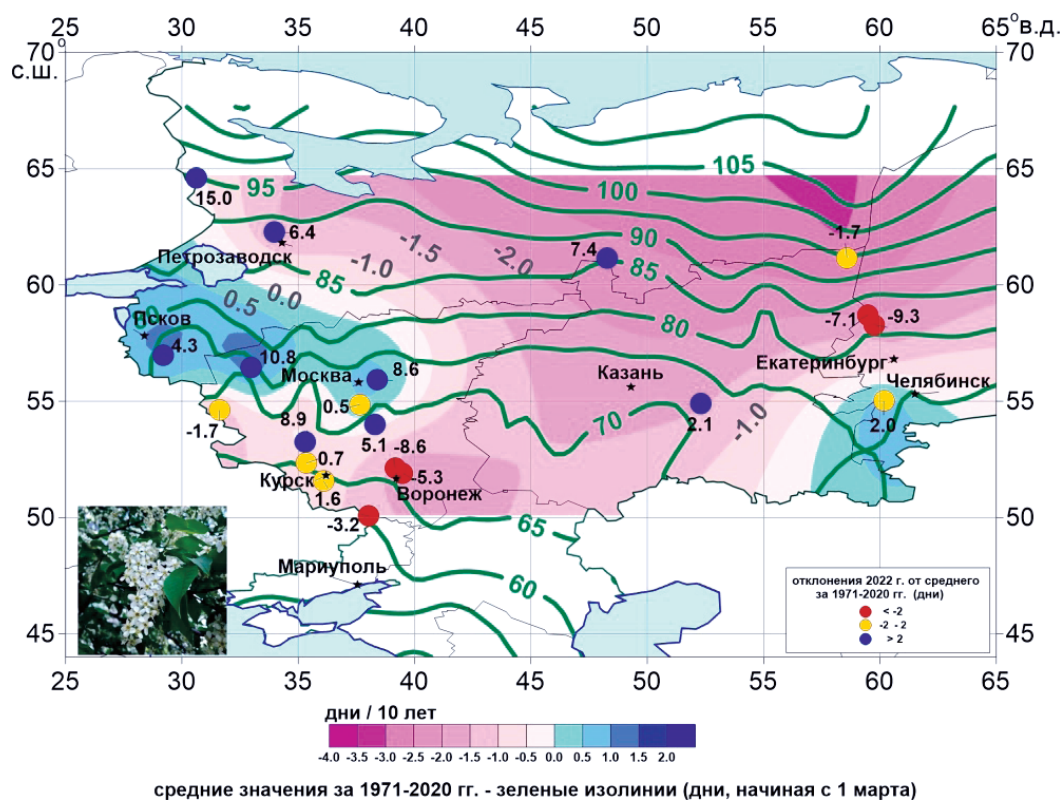 25 30 35 40 45 50 55 60 65° в.д.
70° 70
с.ш.
105
65 65
95 100
15.0
6.4 -1.5 90 -1.7
7.4
Петрозаводск -1.0 -2.0 85
60 85 60
0.5 0.0 -7.1 -9.3
Псков 80
4.3 10.8 8.6 Екатеринбург
Москва Казань Челябинск
55 0.5 55
-1.7 8.9 5.1 70 2.1 -1.0 2.0
-8.6
0.7 -5.3
Курск Воронеж
1.6
50 -3.2 65 50
Мариуполь 60
45 45
отклонения 2022 г. от среднего
за 1971-2020 гг. (дни)
< -2
-2 - 2
> 2
25 30 35 40 45 50 55 60 65
дни / 10 лет
-4.0 -3.5 -3.0 -2.5 -2.0 -1.5 -1.0 -0.5 0.0 0.5 1.0 1.5 2.0
средние значения за 1971-2020 гг. - зеленые изолинии (дни, начиная с 1 марта)